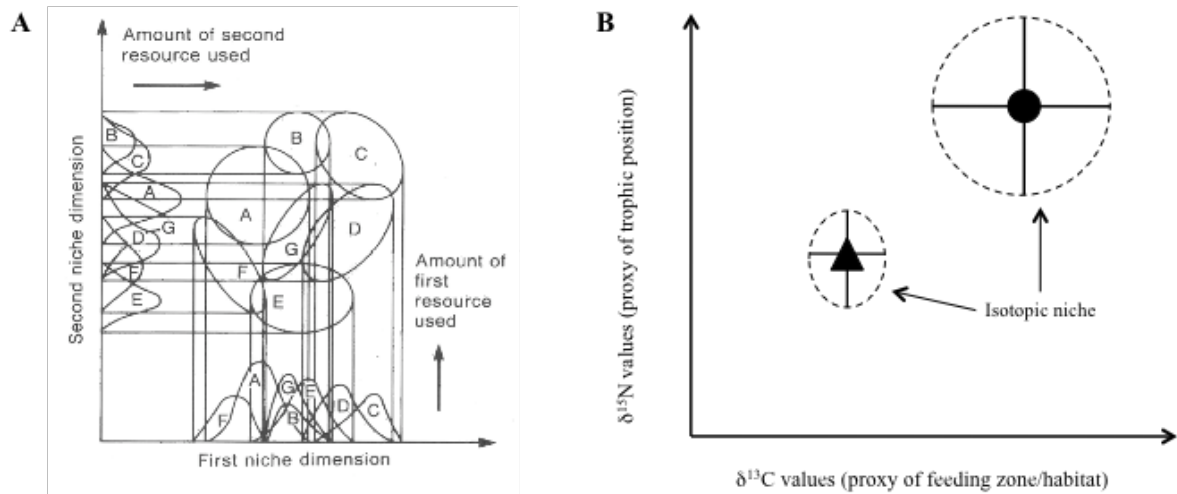 A
Amount of second
resource used
Second niche dimension
B
C
A
G
D
F
E
B
C
A
D
G
F
E
Amount of
first
resource
used
A
G
E
F
B
D
C
First niche dimension
B
δ15N values (proxy of trophic position)
Isotopic niche
δ13C values (proxy of feeding zone/habitat)